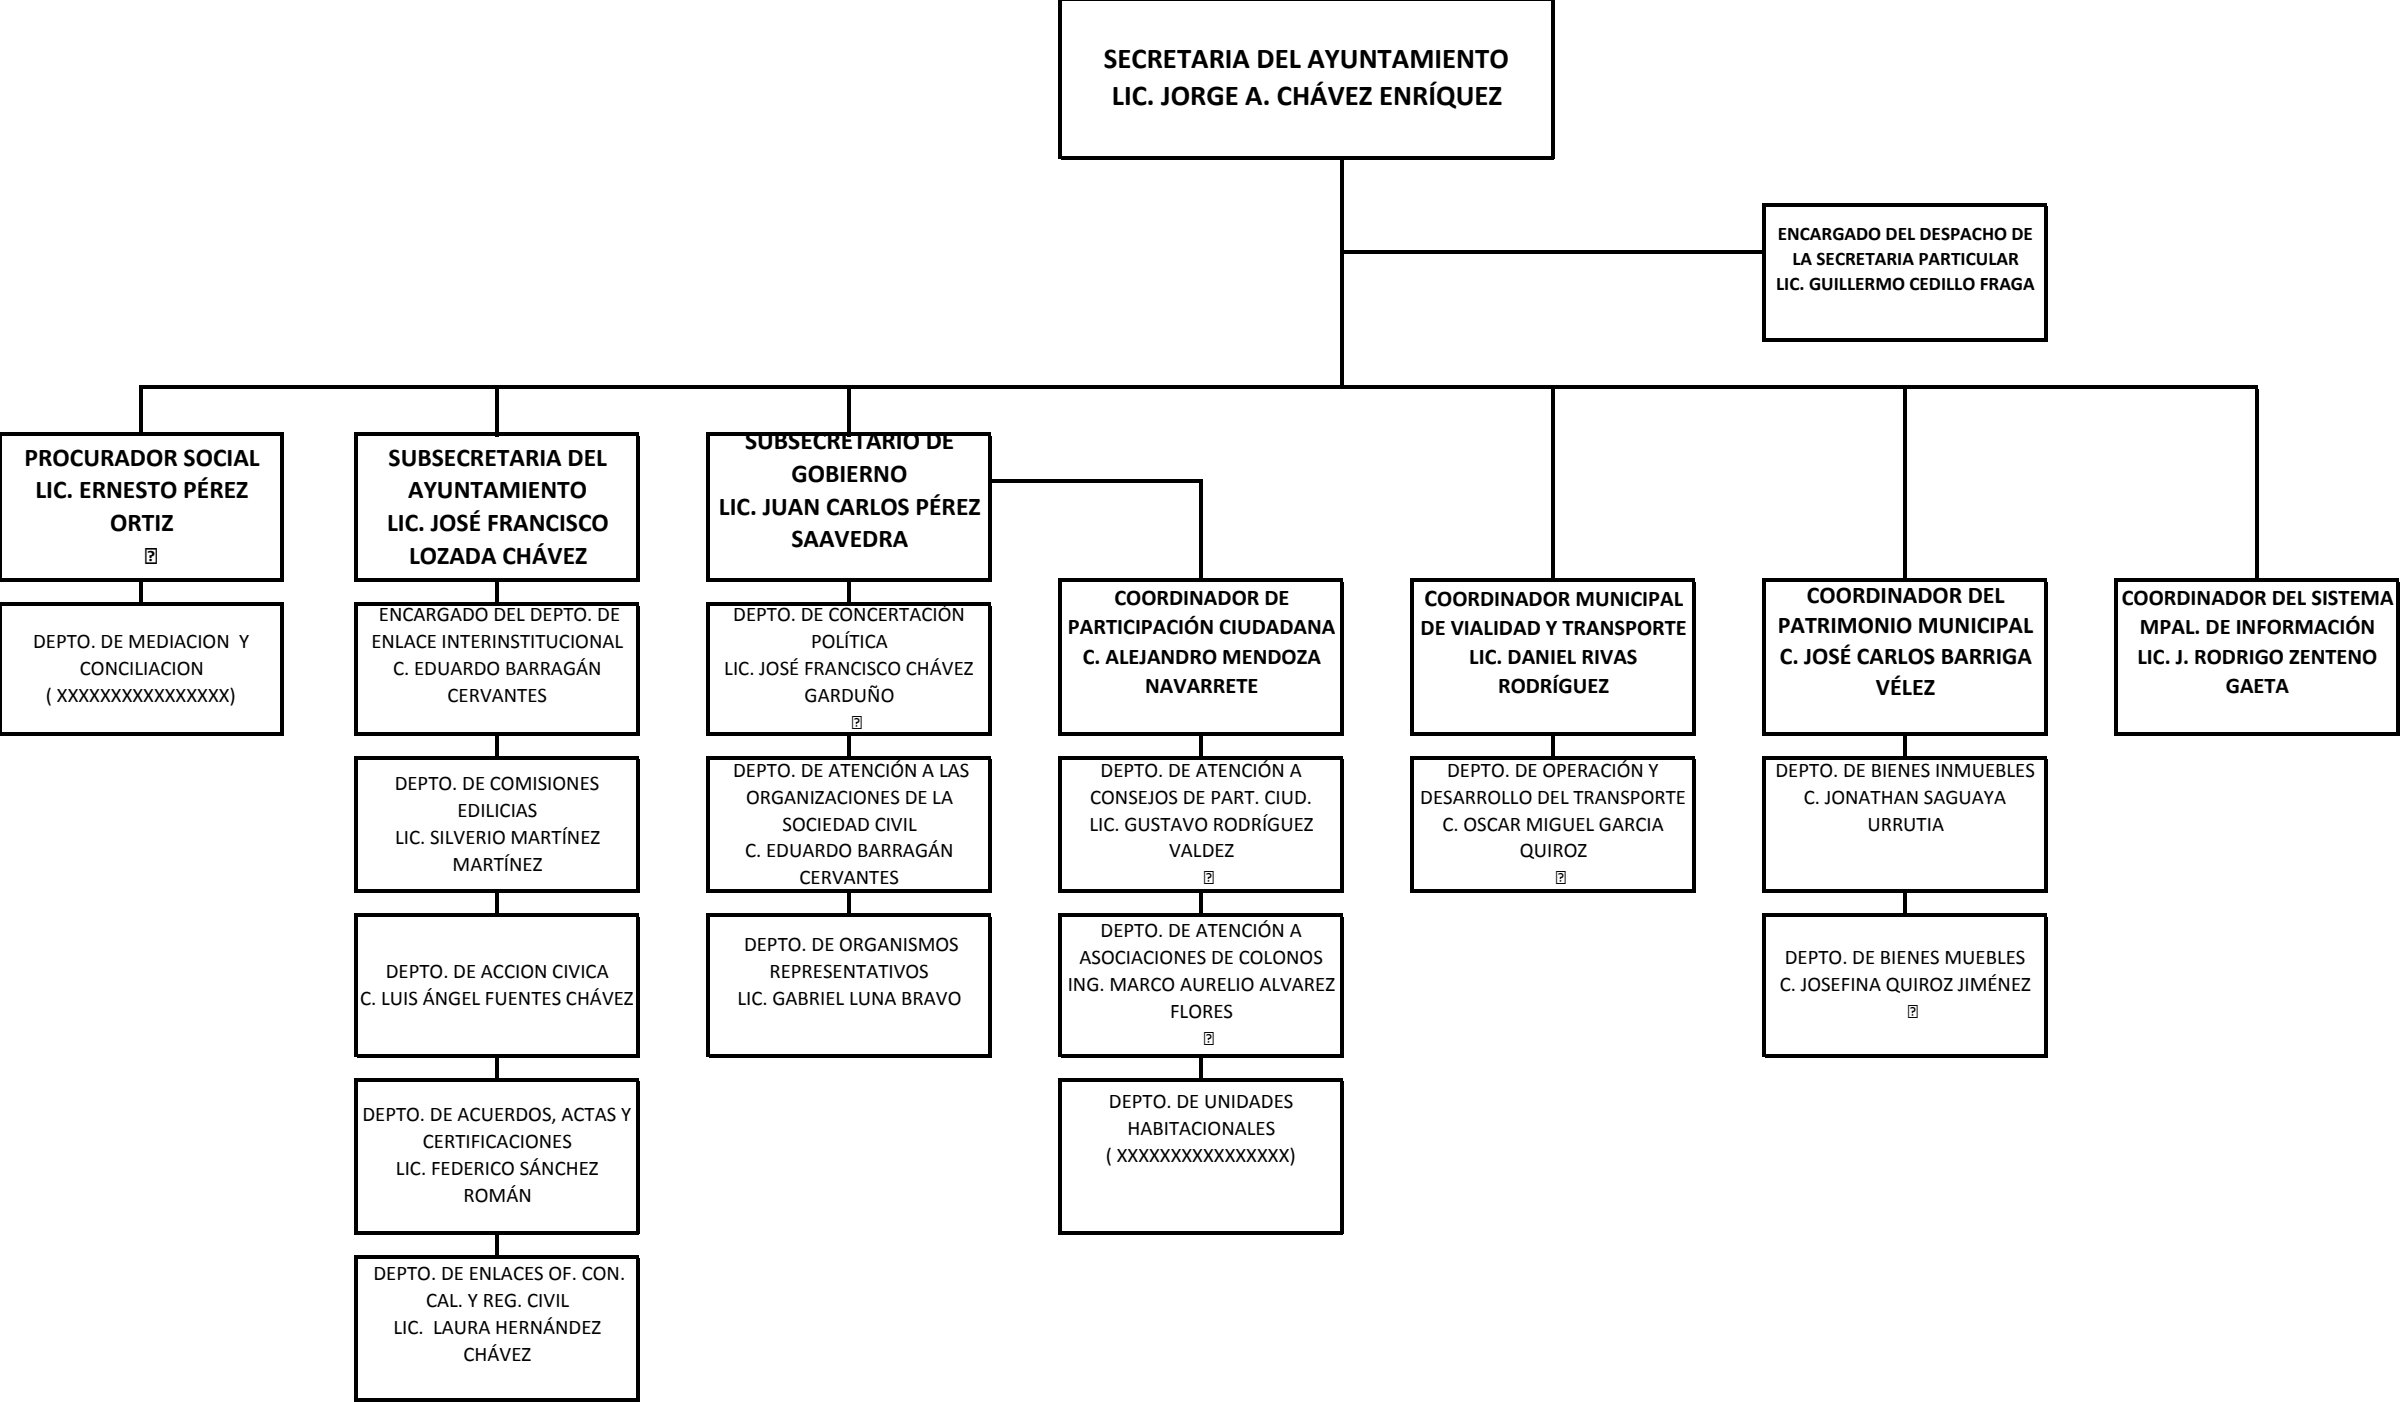 SECRETARIA DEL AYUNTAMIENTO
LIC. JORGE A. CHÁVEZ ENRÍQUEZ
ENCARGADO DEL DESPACHO DE
LA SECRETARIA PARTICULAR
LIC. GUILLERMO CEDILLO FRAGA
PROCURADOR SOCIAL
LIC. ERNESTO PÉREZ
ORTIZ
SUBSECRETARIA DEL
AYUNTAMIENTO
LIC. JOSÉ FRANCISCO
LOZADA CHÁVEZ
SUBSECRETARIO DE
GOBIERNO
LIC. JUAN CARLOS PÉREZ
SAAVEDRA
COORDINADOR DE
PARTICIPACIÓN CIUDADANA
C. ALEJANDRO MENDOZA
NAVARRETE
COORDINADOR MUNICIPAL
DE VIALIDAD Y TRANSPORTE
LIC. DANIEL RIVAS
RODRÍGUEZ
COORDINADOR DEL
PATRIMONIO MUNICIPAL
C. JOSÉ CARLOS BARRIGA
VÉLEZ
COORDINADOR DEL SISTEMA
MPAL. DE INFORMACIÓN
LIC. J. RODRIGO ZENTENO
GAETA
DEPTO. DE MEDIACION  Y
CONCILIACION
( XXXXXXXXXXXXXXXX)
ENCARGADO DEL DEPTO. DE
ENLACE INTERINSTITUCIONAL
C. EDUARDO BARRAGÁN
CERVANTES
DEPTO. DE CONCERTACIÓN
POLÍTICA
LIC. JOSÉ FRANCISCO CHÁVEZ
GARDUÑO
DEPTO. DE COMISIONES
EDILICIAS
LIC. SILVERIO MARTÍNEZ
MARTÍNEZ
DEPTO. DE ATENCIÓN A LAS
ORGANIZACIONES DE LA
SOCIEDAD CIVIL
C. EDUARDO BARRAGÁN
CERVANTES
DEPTO. DE ATENCIÓN A
CONSEJOS DE PART. CIUD.
LIC. GUSTAVO RODRÍGUEZ
VALDEZ
DEPTO. DE OPERACIÓN Y
DESARROLLO DEL TRANSPORTE
C. OSCAR MIGUEL GARCIA
QUIROZ
DEPTO. DE BIENES INMUEBLES
C. JONATHAN SAGUAYA
URRUTIA
DEPTO. DE ACCION CIVICA
C. LUIS ÁNGEL FUENTES CHÁVEZ
DEPTO. DE ORGANISMOS
REPRESENTATIVOS
LIC. GABRIEL LUNA BRAVO
DEPTO. DE ATENCIÓN A
ASOCIACIONES DE COLONOS
ING. MARCO AURELIO ALVAREZ
FLORES
DEPTO. DE BIENES MUEBLES
C. JOSEFINA QUIROZ JIMÉNEZ
DEPTO. DE ACUERDOS, ACTAS Y
CERTIFICACIONES
LIC. FEDERICO SÁNCHEZ
ROMÁN
DEPTO. DE UNIDADES
HABITACIONALES
( XXXXXXXXXXXXXXXX)
DEPTO. DE ENLACES OF. CON.
CAL. Y REG. CIVIL
LIC.  LAURA HERNÁNDEZ
CHÁVEZ